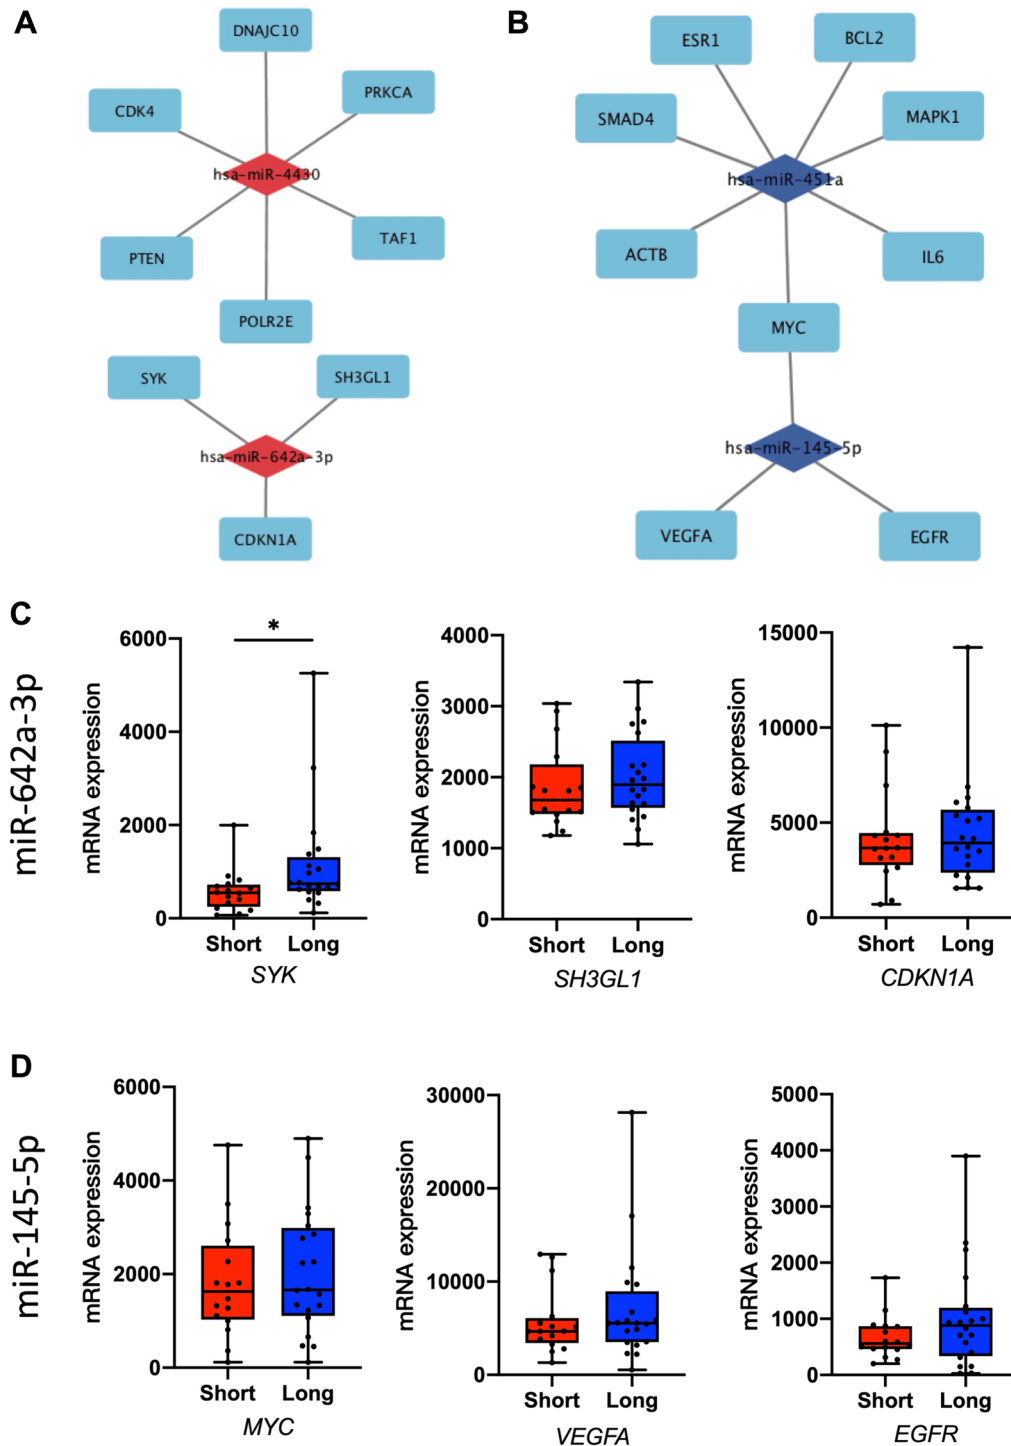 A
DNAJC10
PRKCA
CDK4
hsa-miR-4430
TAF1
PTEN
POLR2E
SYK
SH3GL1
hsa-miR-642a-3p
CDKN1A
B
ESR1
BCL2
SMAD4
MAPK1
hsa-miR-451a
ACTB
IL6
MYC
hsa-miR-145-5p
VEGFA
EGFR
C
miR-642a-3p
mRNA expression
6000
4000
2000
0
*
Short Long
SYK
mRNA expression
4000
3000
2000
1000
0
Short Long
SH3GL1
mRNA expression
15000
10000
5000
0
Short Long
CDKN1A
D
miR-145-5p
mRNA expression
6000
4000
2000
0
Short Long
MYC
mRNA expression
30000
20000
10000
0
Short Long
VEGFA
mRNA expression
5000
4000
3000
2000
1000
0
Short Long
EGFR